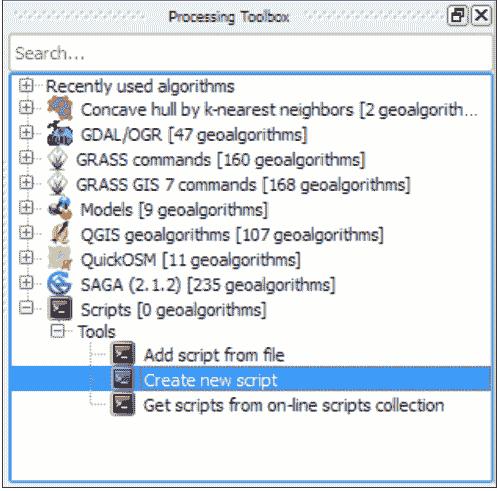 Processing Toolbox
Search...
Recently used algorithms
Concave hull by k-nearest neighbors [2 geoalgorith...
GDAL/OGR [47 geoalgorithms]
GRASS commands [160 geoalgorithms]
GRASS GIS 7 commands [168 geoalgorithms]
Models [9 geoalgorithms]
QGIS geoalgorithms [107 geoalgorithms]
QuickOSM [11 geoalgorithms]
SAGA (2.1.2) [235 geoalgorithms]
Scripts [0 geoalgorithms]
Tools
Add script from file
Create new script
Get scripts from on-line scripts collection